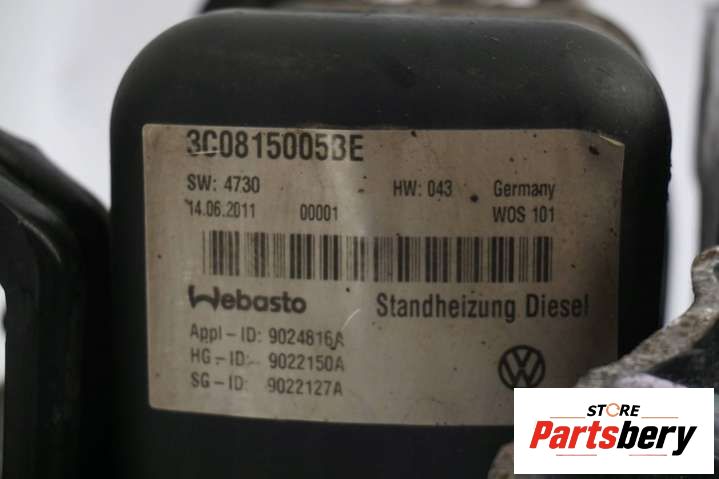 3C0815005BE
SW: 4730 HW: 043 Germany
14.06.2011 00001 WOS 101
Webasto Standheizung Diesel
Appl-ID: 9024816A
HG-ID: 9022150A
SG-ID: 9022127A
STORE
Partsbery